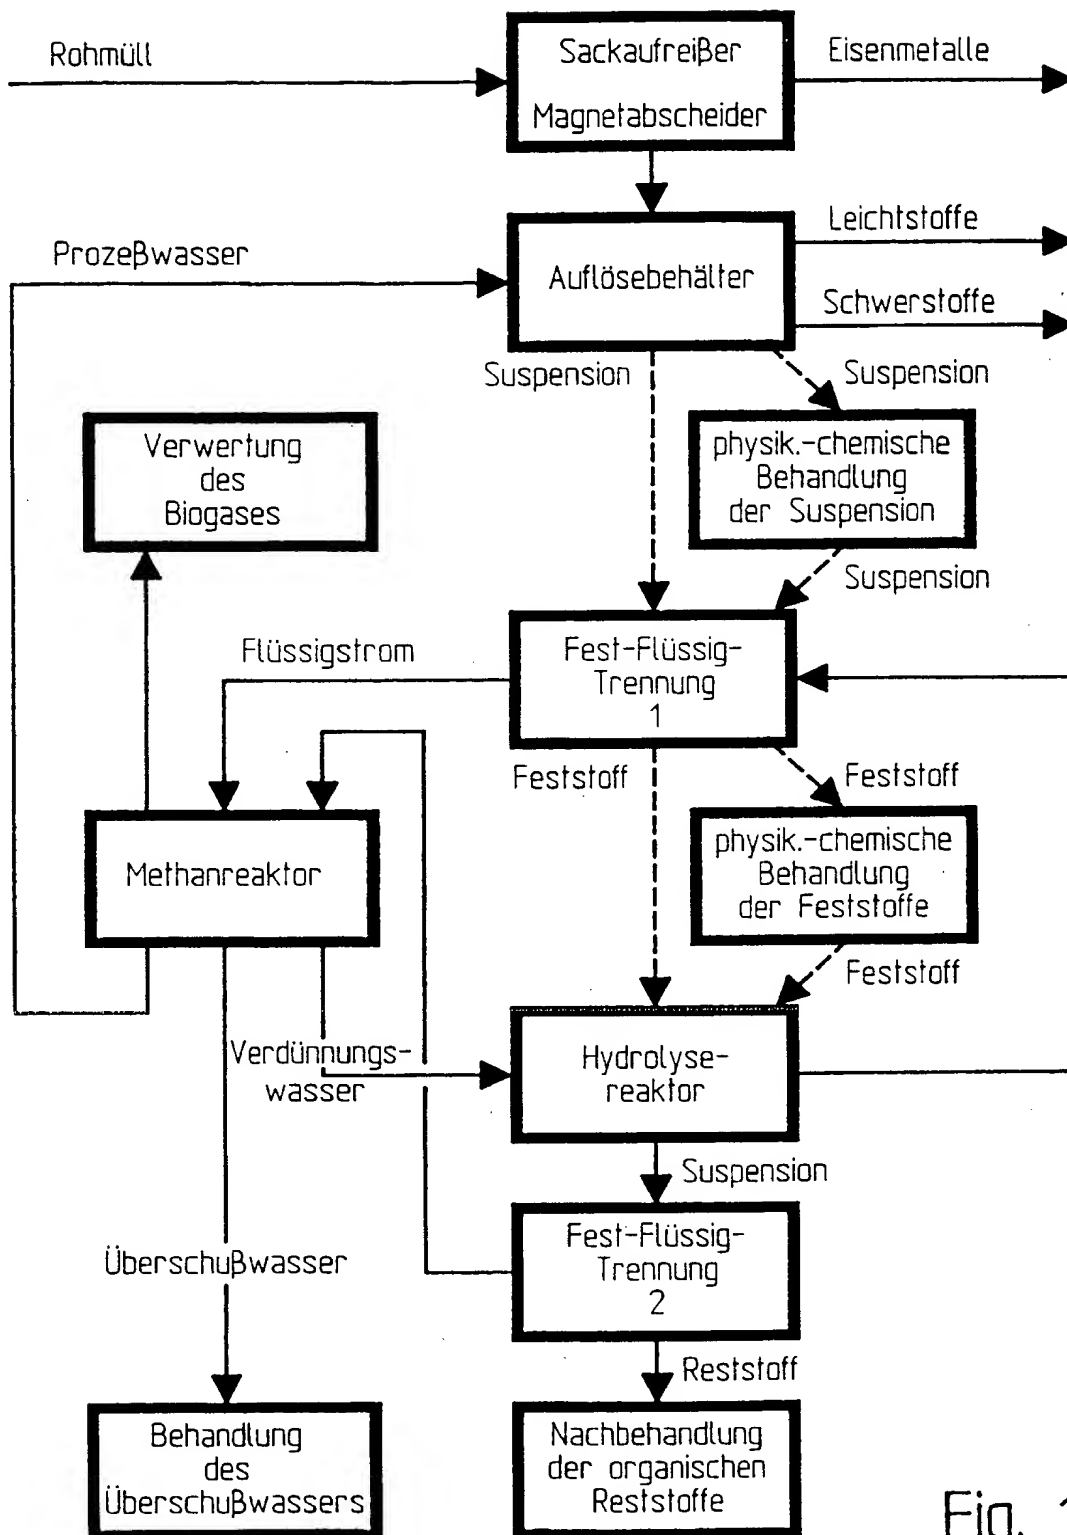 Rohmüll
Sackaufreißer
Magnetabscheider
Eisenmetalle
Prozeßwasser
Auflösebehälter
Leichtstoffe
Schwerstoffe
Suspension
Suspension
Verwertung
des
Biogases
physik.-chemische
Behandlung
der Suspension
Suspension
Flüssigstrom
Fest-Flüssig-
Trennung
1
Feststoff
Feststoff
Methanreaktor
physik.-chemische
Behandlung
der Feststoffe
Feststoff
Verdünnungs-
wasser
Hydrolyse-
reaktor
Suspension
Fest-Flüssig-
Trennung
2
Überschußwasser
Reststoff
Behandlung
des
Überschußwassers
Nachbehandlung
der organischen
Reststoffe
Fig. 1